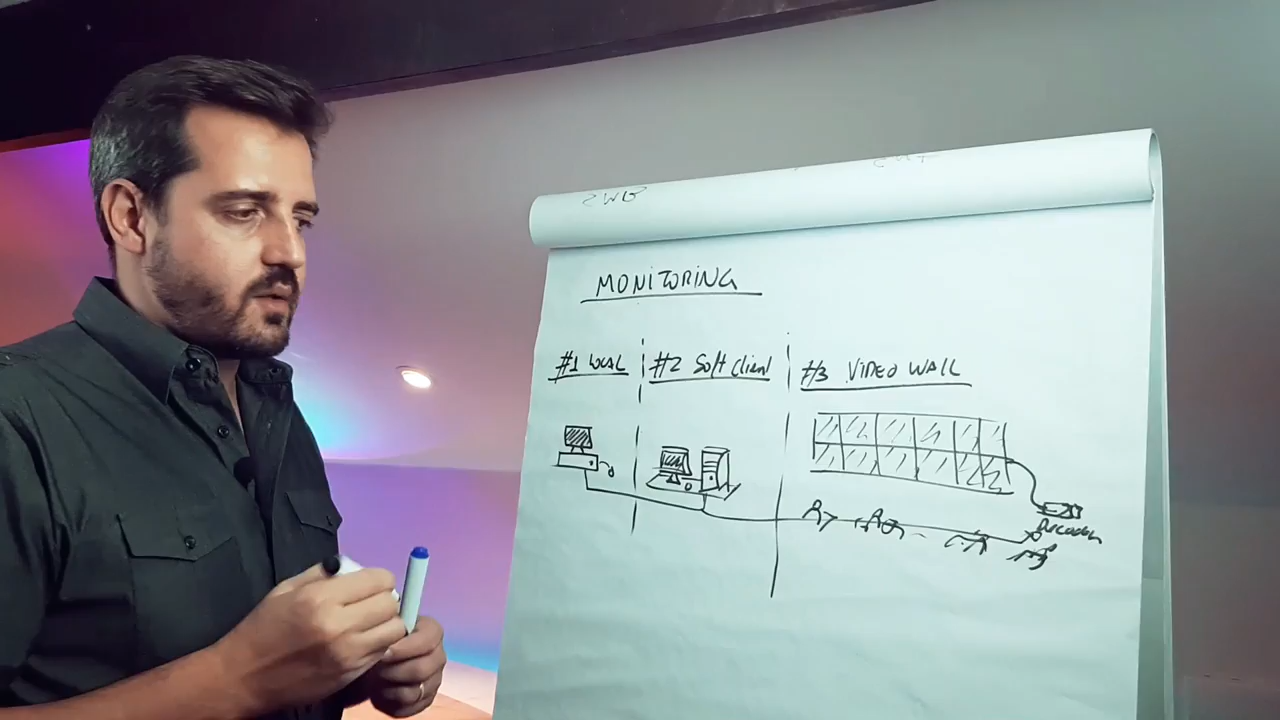 MONITORING
#1 LOCAL
#2 Soft Client
#3 VIDEO WALL
Decoder